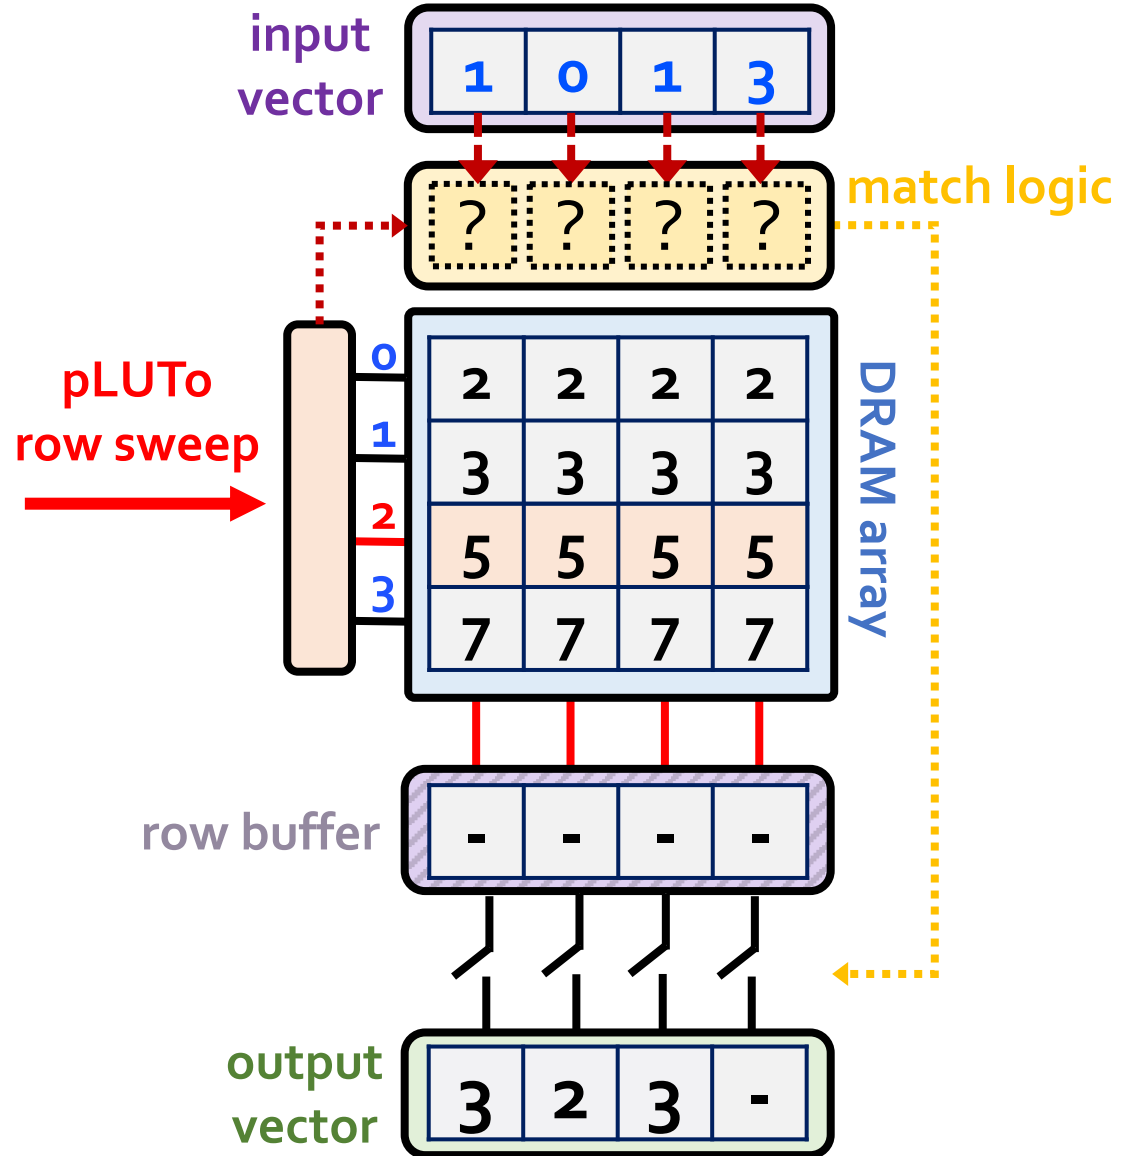 input
vector
1 0 1 3
? ? ? ?
match logic
pLUTo
row sweep
0
2 2 2 2
1
3 3 3 3
2
5 5 5 5
3
7 7 7 7
DRAM array
row buffer
- - - -
output
vector
3 2 3 -